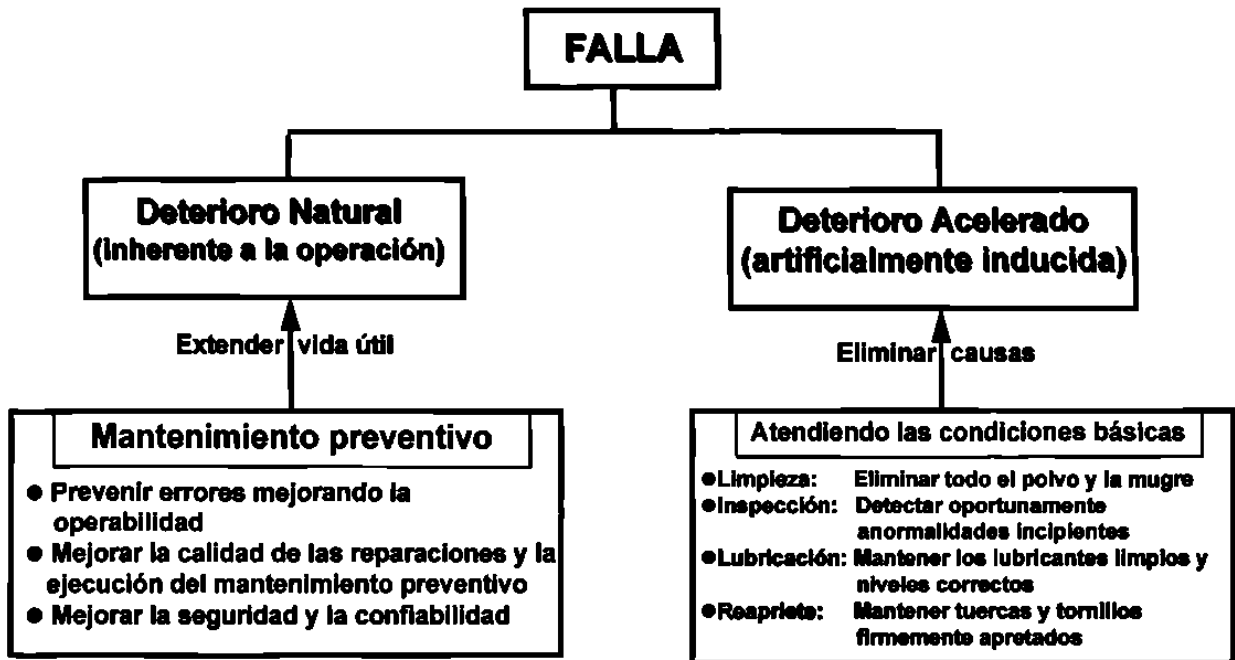 FALLA
Deterioro Natural
(inherente a la operación)
Deterioro Acelerado
(artificialmente inducida)
Extender vida útil
Eliminar causas
Mantenimiento preventivo
● Prevenir errores mejorando la
operabilidad
● Mejorar la calidad de las reparaciones y la
ejecución del mantenimiento preventivo
● Mejorar la seguridad y la confiabilidad
Atendiendo las condiciones básicas
●Limpieza: Eliminar todo el polvo y la mugre
●Inspección: Detectar oportunamente
anormalidades incipientes
●Lubricación: Mantener los lubricantes limpios y
niveles correctos
●Reapriete: Mantener tuercas y tornillos
firmemente apretados